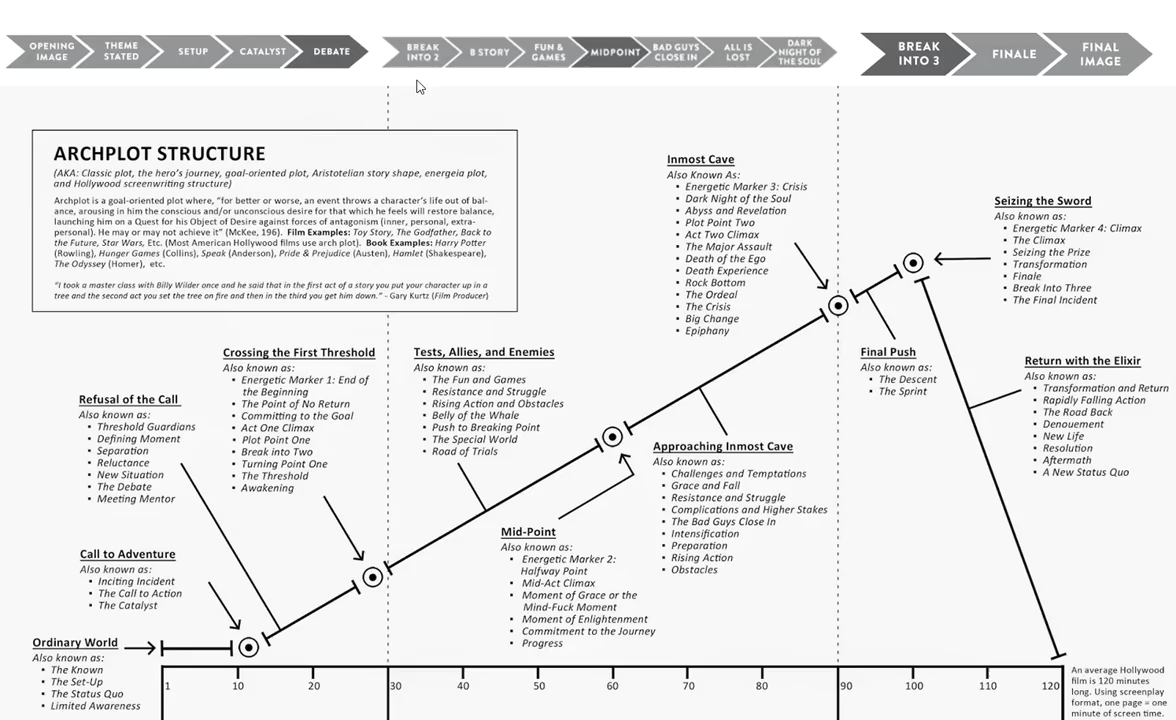 OPENING
IMAGE
THEME
STATED
SETUP
CATALYST
DEBATE
BREAK
INTO 2
B STORY
FUN &
GAMES
MIDPOINT
BAD GUYS
CLOSE IN
ALL IS
LOST
DARK
NIGHT OF
THE SOUL
BREAK
INTO 3
FINALE
FINAL
IMAGE
ARCHPLOT STRUCTURE
(AKA: Classic plot, the hero's journey, goal-oriented plot, Aristotelian story shape, energeia plot,
and Hollywood screenwriting structure)
Archplot is a goal-oriented plot where, "for better or worse, an event throws a character's life out of bal-
ance, arousing in him the conscious and/or unconscious desire for that which he feels will restore balance,
launching him on a Quest for his Object of Desire against forces of antagonism (inner, personal, extra-
personal). He may or may not achieve it" (McKee, 196). Film Examples: Toy Story, The Godfather, Back to
the Future, Star Wars, Etc. (Most American Hollywood films use arch plot). Book Examples: Harry Potter
(Rowling), Hunger Games (Collins), Speak (Anderson), Pride & Prejudice (Austen), Hamlet (Shakespeare),
The Odyssey (Homer), etc.
"I took a master class with Billy Wilder once and he said that in the first act of a story you put your character up in a
tree and the second act you set the tree on fire and then in the third you get him down." - Gary Kurtz (Film Producer)
Inmost Cave
Also Known As:
▪ Energetic Marker 3: Crisis
▪ Dark Night of the Soul
▪ Abyss and Revelation
▪ Plot Point Two
▪ Act Two Climax
▪ The Major Assault
▪ Death of the Ego
▪ Death Experience
▪ Rock Bottom
▪ The Ordeal
▪ The Crisis
▪ Big Change
▪ Epiphany
Seizing the Sword
Also known as:
▪ Energetic Marker 4: Climax
▪ The Climax
▪ Seizing the Prize
▪ Transformation
▪ Finale
▪ Break Into Three
▪ The Final Incident
Crossing the First Threshold
Also known as:
▪ Energetic Marker 1: End of
the Beginning
▪ The Point of No Return
▪ Committing to the Goal
▪ Act One Climax
▪ Plot Point One
▪ Break into Two
▪ Turning Point One
▪ The Threshold
▪ Awakening
Tests, Allies, and Enemies
Also known as:
▪ The Fun and Games
▪ Resistance and Struggle
▪ Rising Action and Obstacles
▪ Belly of the Whale
▪ Push to Breaking Point
▪ The Special World
▪ Road of Trials
Final Push
Also known as:
▪ The Descent
▪ The Sprint
Return with the Elixir
Also known as:
▪ Transformation and Return
▪ Rapidly Falling Action
▪ The Road Back
▪ Denouement
▪ New Life
▪ Resolution
▪ Aftermath
▪ A New Status Quo
Refusal of the Call
Also known as:
▪ Threshold Guardians
▪ Defining Moment
▪ Separation
▪ Reluctance
▪ New Situation
▪ The Debate
▪ Meeting Mentor
Approaching Inmost Cave
Also known as:
▪ Challenges and Temptations
▪ Grace and Fall
▪ Resistance and Struggle
▪ Complications and Higher Stakes
▪ The Bad Guys Close In
▪ Intensification
▪ Preparation
▪ Rising Action
▪ Obstacles
Mid-Point
Also known as:
▪ Energetic Marker 2:
Halfway Point
▪ Mid-Act Climax
▪ Moment of Grace or the
Mind-Fuck Moment
▪ Moment of Enlightenment
▪ Commitment to the Journey
▪ Progress
Call to Adventure
Also known as:
▪ Inciting Incident
▪ The Call to Action
▪ The Catalyst
Ordinary World
Also known as:
▪ The Known
▪ The Set-Up
▪ The Status Quo
▪ Limited Awareness
1 10 20 30 40 50 60 70 80 90 100 110 120
An average Hollywood
film is 120 minutes
long. Using screenplay
format, one page = one
minute of screen time.